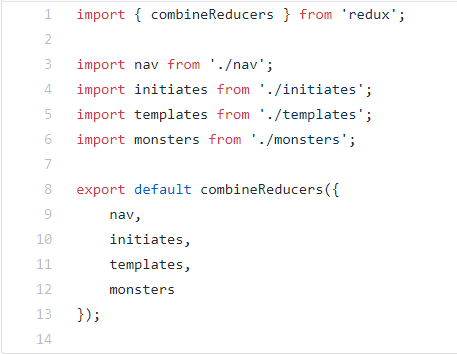 1 import { combineReducers } from 'redux';
2
3 import nav from './nav';
4 import initiates from './initiates';
5 import templates from './templates';
6 import monsters from './monsters';
7
8 export default combineReducers({
9     nav,
10     initiates,
11     templates,
12     monsters
13 });
14